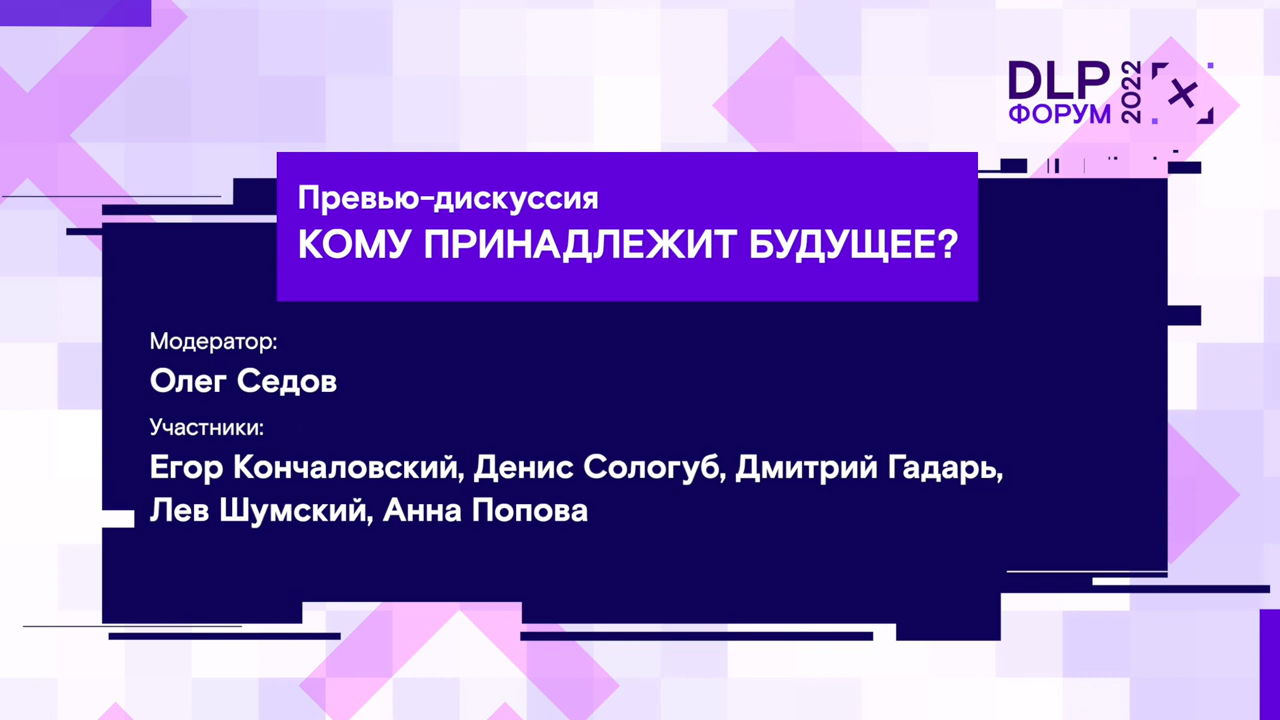 DLP
ФОРУМ
2022
Превью-дискуссия
КОМУ ПРИНАДЛЕЖИТ БУДУЩЕЕ?
Модератор:
Олег Седов
Участники:
Егор Кончаловский, Денис Сологуб, Дмитрий Гадарь,
Лев Шумский, Анна Попова